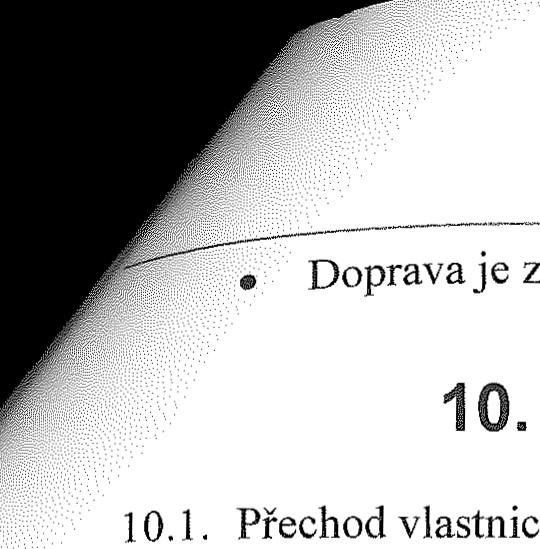 • Doprava je z
10.
10.1. Přechod vlastnic